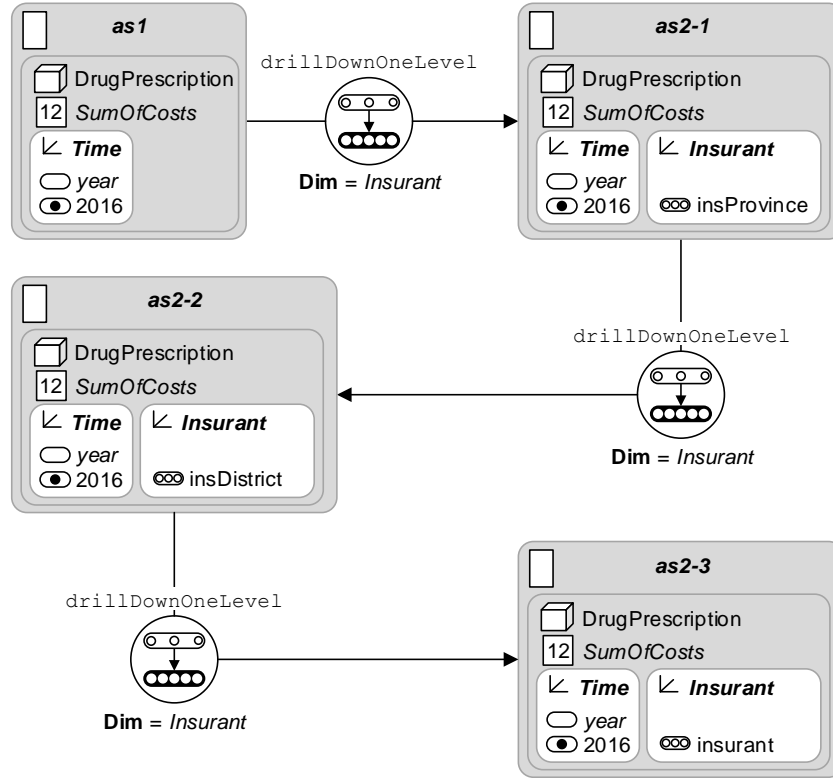 as1
DrugPrescription
12 SumOfCosts
Time
year
2016
drillDownOneLevel
Dim = Insurant
as2-1
DrugPrescription
12 SumOfCosts
Time Insurant
year
2016 insProvince
drillDownOneLevel
Dim = Insurant
as2-2
DrugPrescription
12 SumOfCosts
Time Insurant
year
2016 insDistrict
drillDownOneLevel
Dim = Insurant
as2-3
DrugPrescription
12 SumOfCosts
Time Insurant
year
2016 insurant